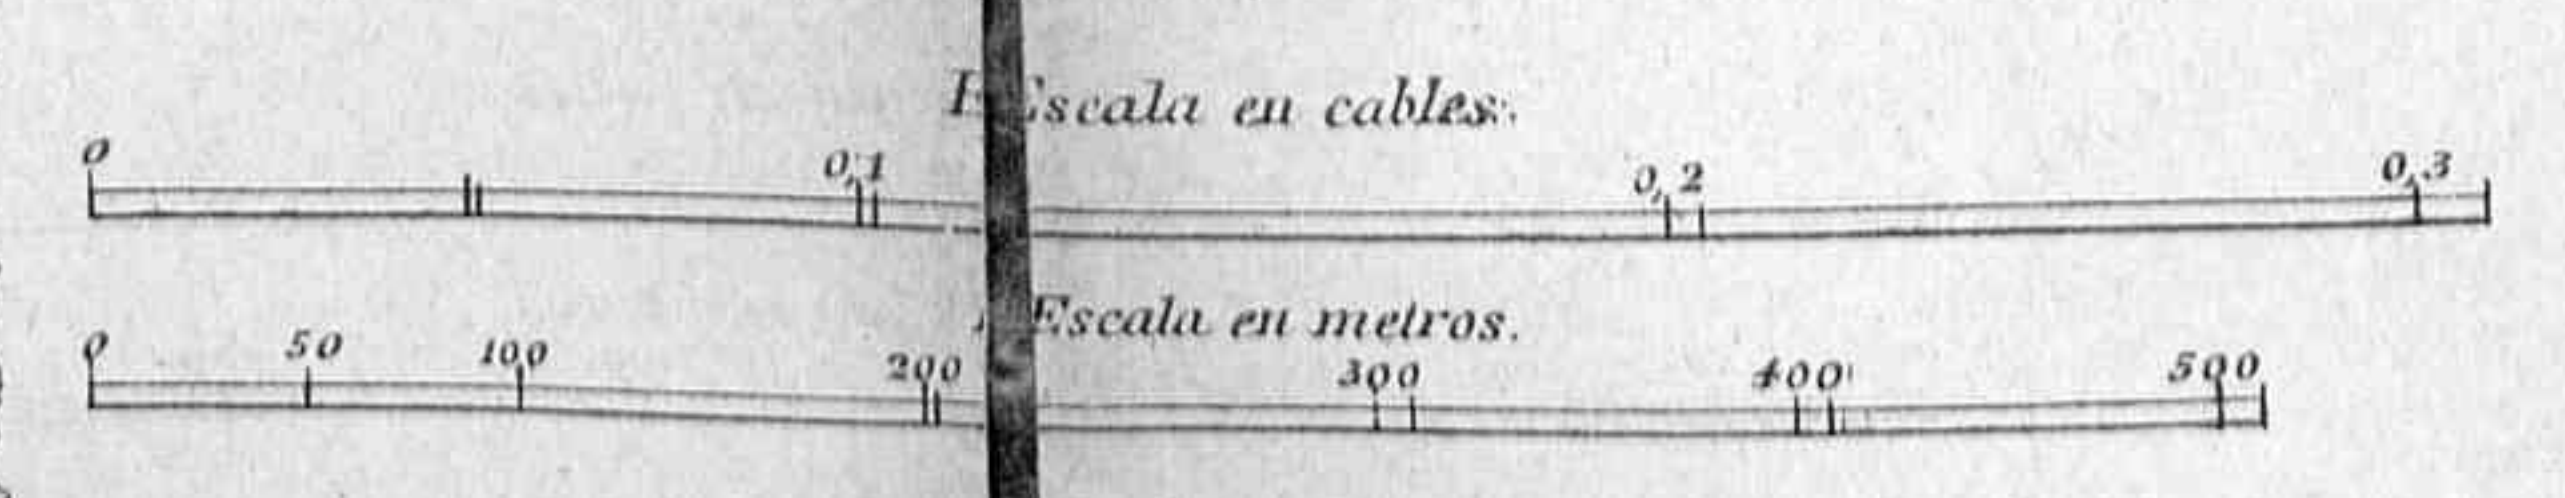 Escala en cables.
0 0,1 0,2 0,3
Escala en metros.
0 50 100 200 300 400 500